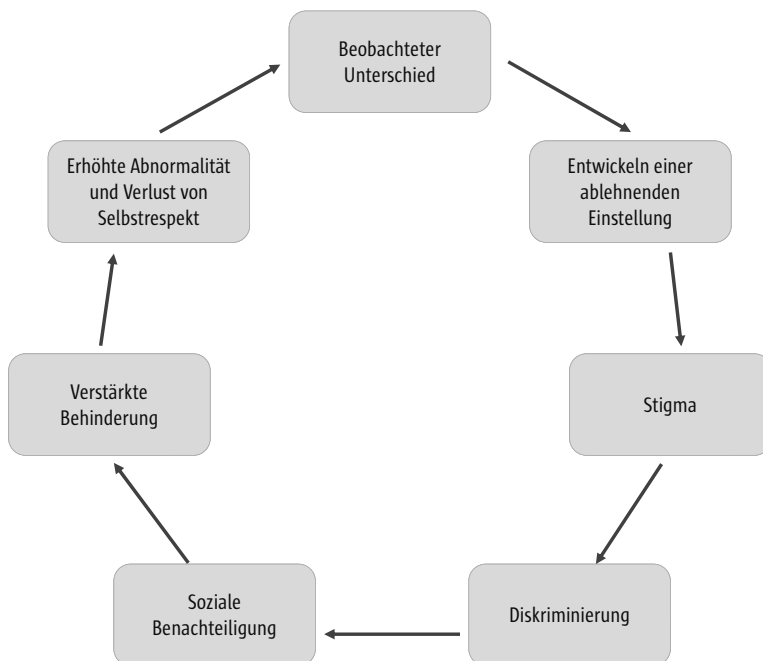 Beobachteter
Unterschied
Entwickeln einer
ablehnenden
Einstellung
Stigma
Diskriminierung
Soziale
Benachteiligung
Verstärkte
Behinderung
Erhöhte Abnormalität
und Verlust von
Selbstrespekt